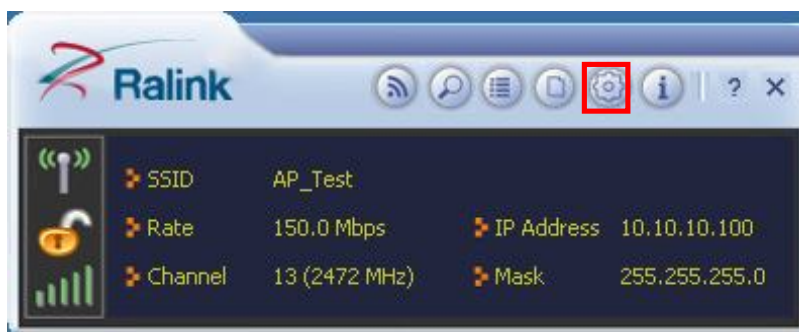 Ralink
i ? ×
SSID AP_Test
Rate 150.0 Mbps IP Address 10.10.10.100
Channel 13 (2472 MHz) Mask 255.255.255.0